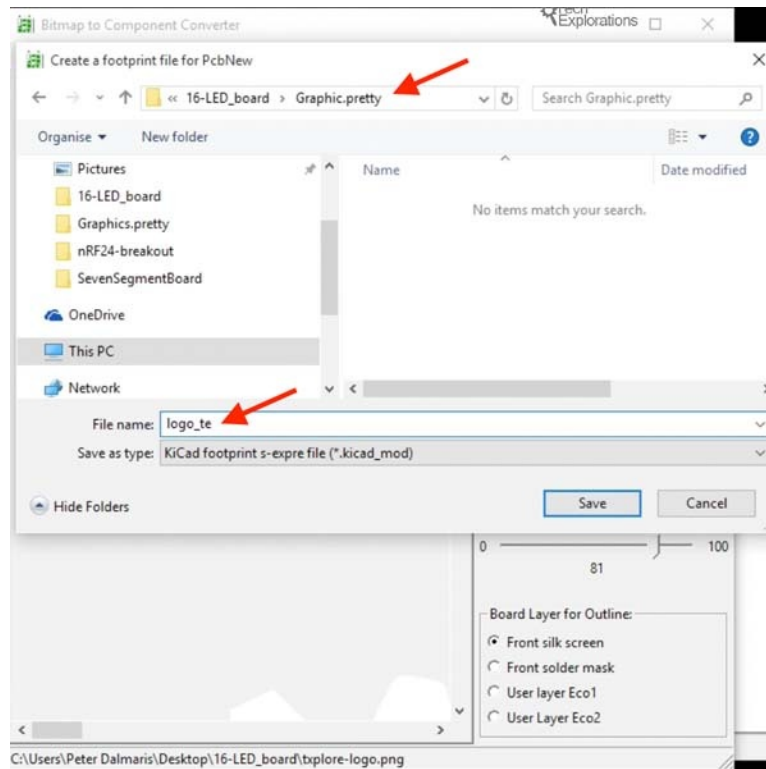 Bitmap to Component Converter
Tech
Explorations
Create a footprint file for PcbNew
« 16-LED_board › Graphic.pretty
Search Graphic.pretty
Organise
New folder
Pictures
16-LED_board
Graphics.pretty
nRF24-breakout
SevenSegmentBoard
OneDrive
This PC
Network
Name
Date modified
No items match your search.
File name: logo_te
Save as type: KiCad footprint s-expre file (*.kicad_mod)
Hide Folders
Save
Cancel
0
100
81
Board Layer for Outline:
Front silk screen
Front solder mask
User layer Eco1
User Layer Eco2
C:\Users\Peter Dalmaris\Desktop\16-LED_board\txplore-logo.png